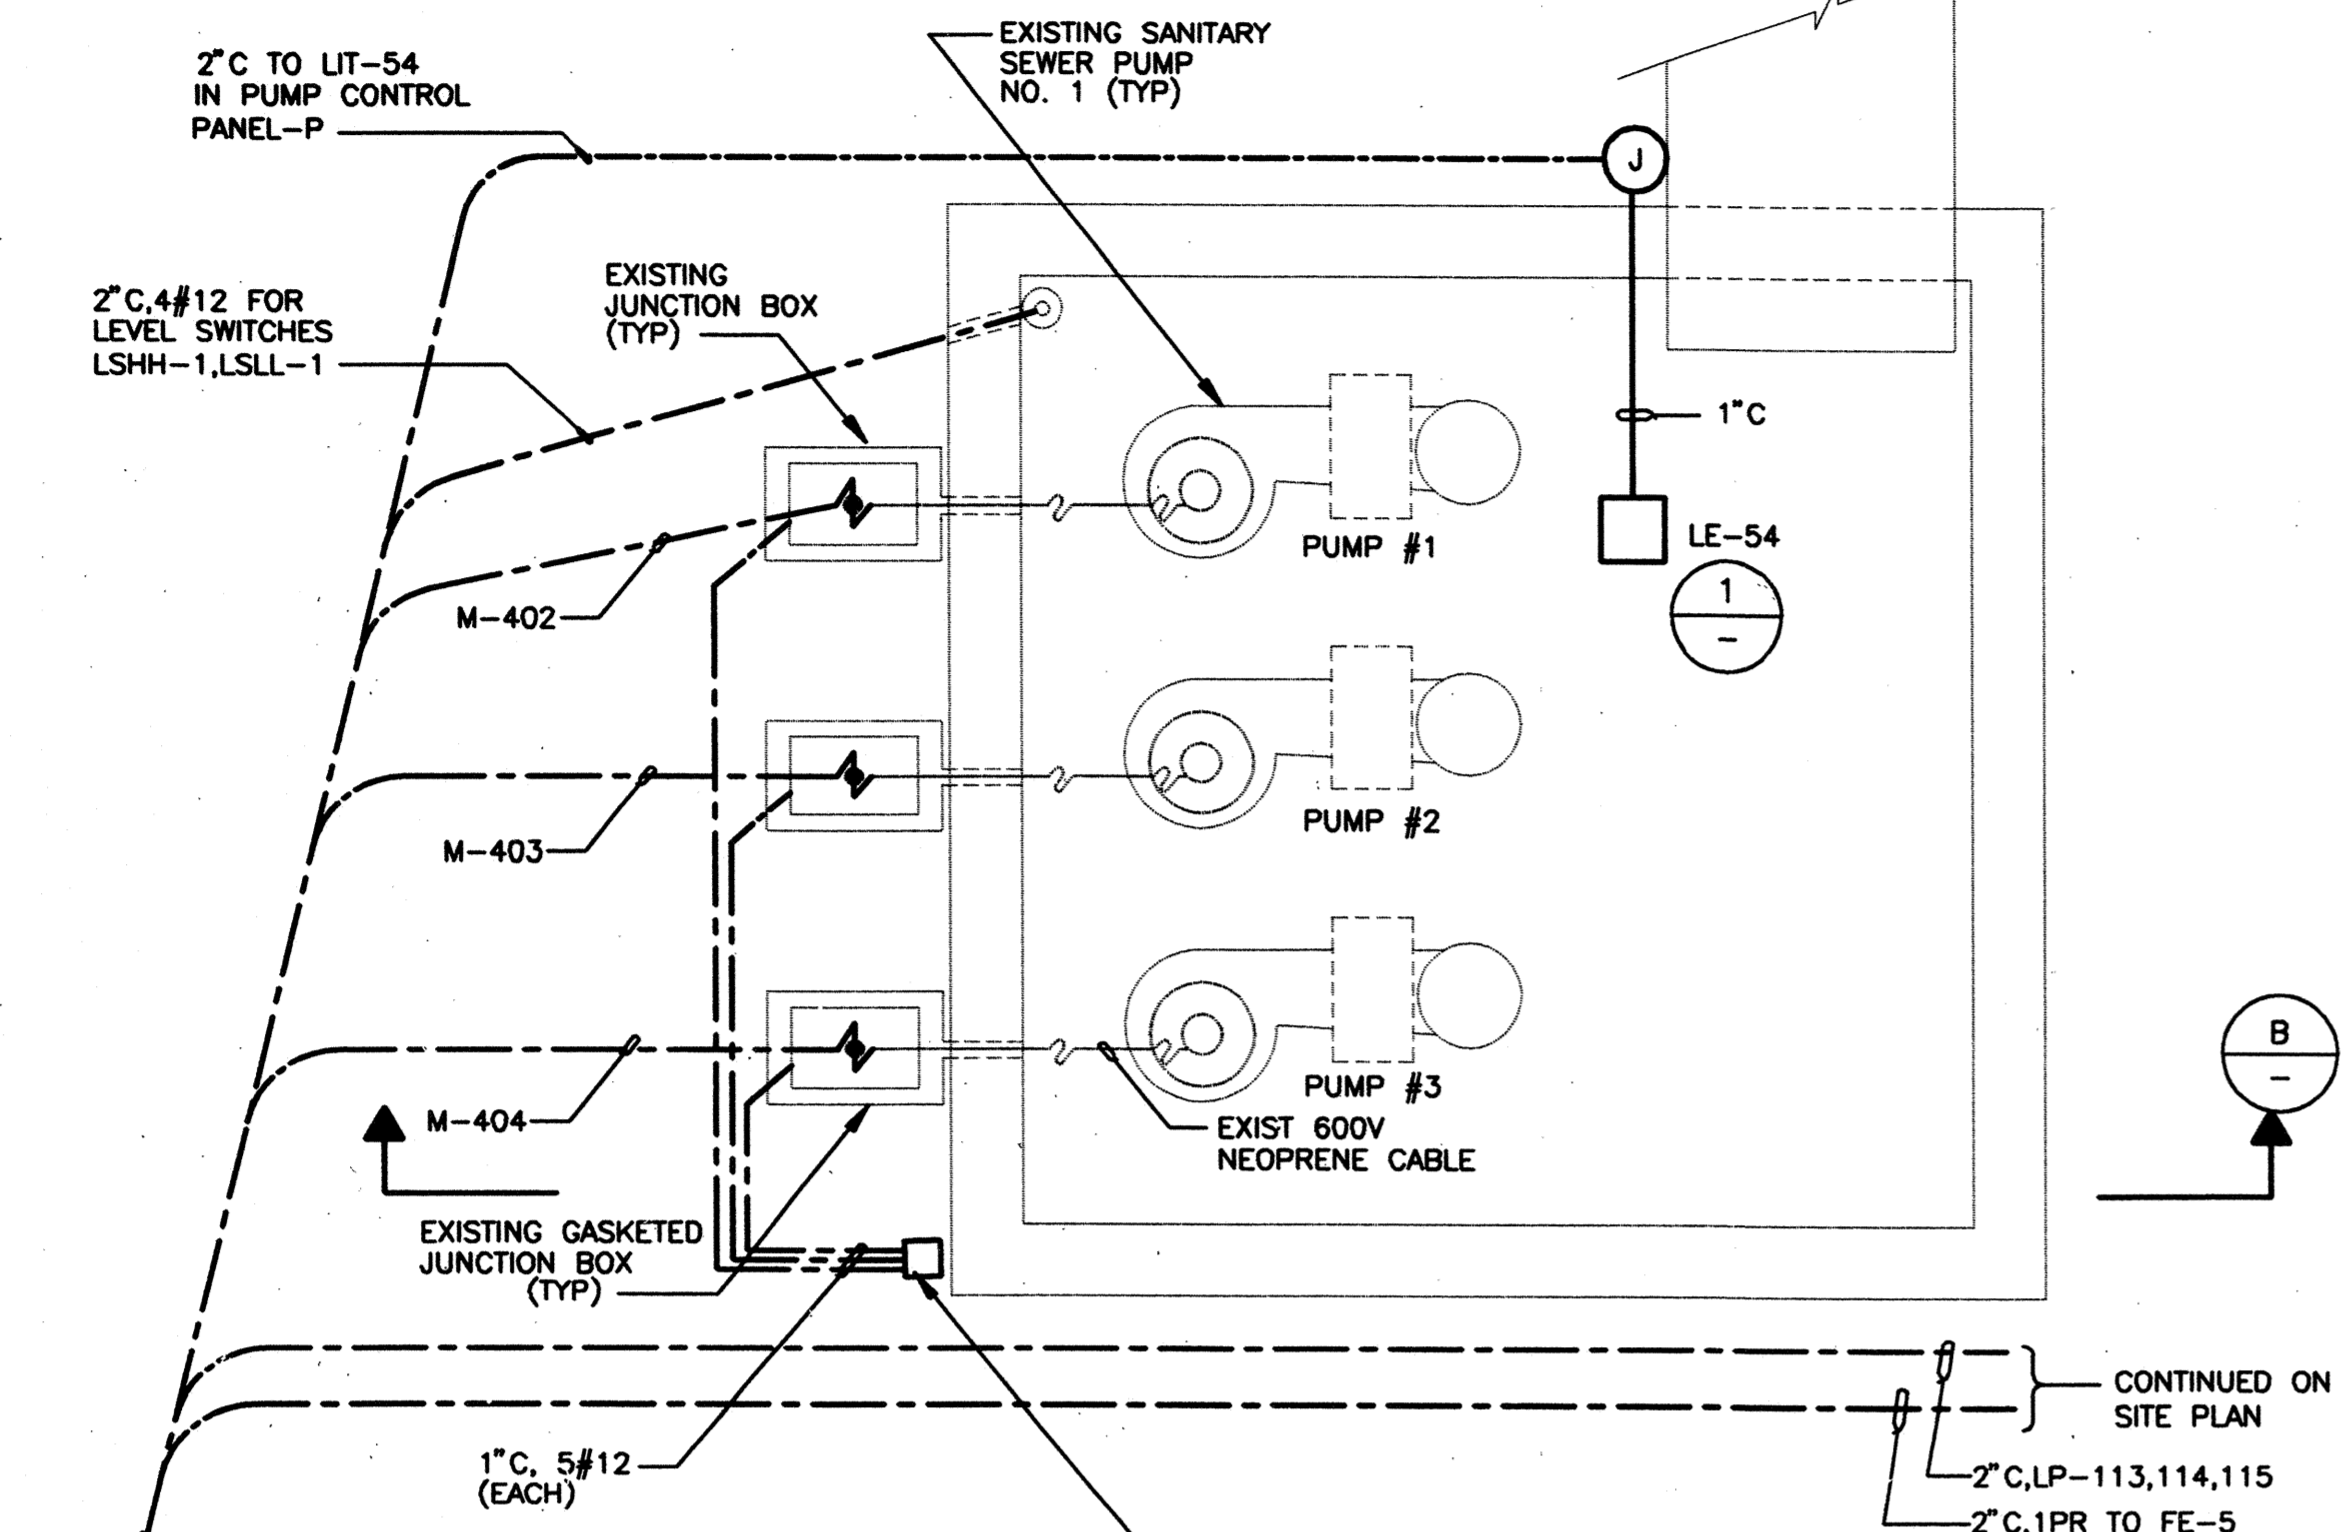 EXISTING SANITARY
SEWER PUMP
NO. 1 (TYP)
2"C TO LIT-54
IN PUMP CONTROL
PANEL-P
J
EXISTING
JUNCTION BOX
(TYP)
2"C,4#12 FOR
LEVEL SWITCHES
LSHH-1,LSLL-1
1"C
PUMP #1
LE-54
1
-
M-402
PUMP #2
M-403
PUMP #3
M-404
EXIST 600V
NEOPRENE CABLE
B
-
EXISTING GASKETED
JUNCTION BOX
(TYP)
CONTINUED ON
SITE PLAN
1"C, 5#12
(EACH)
2"C,LP-113,114,115
2"C,1PR TO FE-5